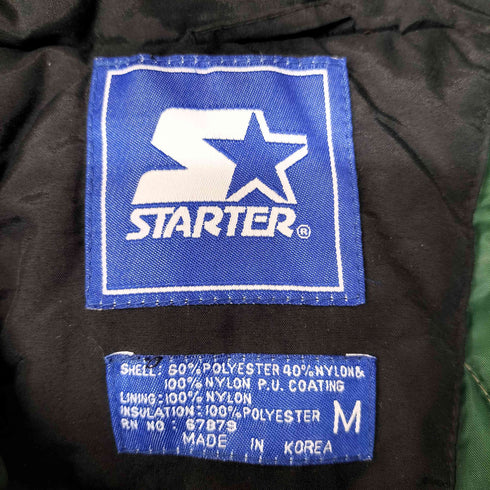 STARTER®
SHELL: 60% POLYESTER 40% NYLON&
100% NYLON P.U. COATING
LINING: 100% NYLON
INSULATION: 100% POLYESTER
RN NO : 67879
MADE IN KOREA
M